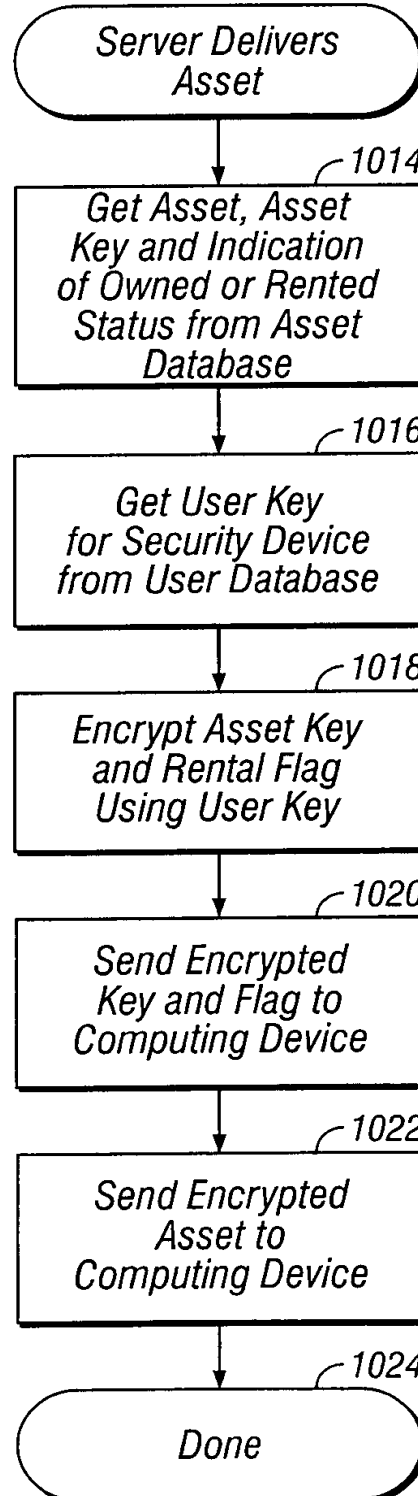 Server Delivers
Asset
1014
Get Asset, Asset
Key and Indication
of Owned or Rented
Status from Asset
Database
1016
Get User Key
for Security Device
from User Database
1018
Encrypt Asset Key
and Rental Flag
Using User Key
1020
Send Encrypted
Key and Flag to
Computing Device
1022
Send Encrypted
Asset to
Computing Device
1024
Done